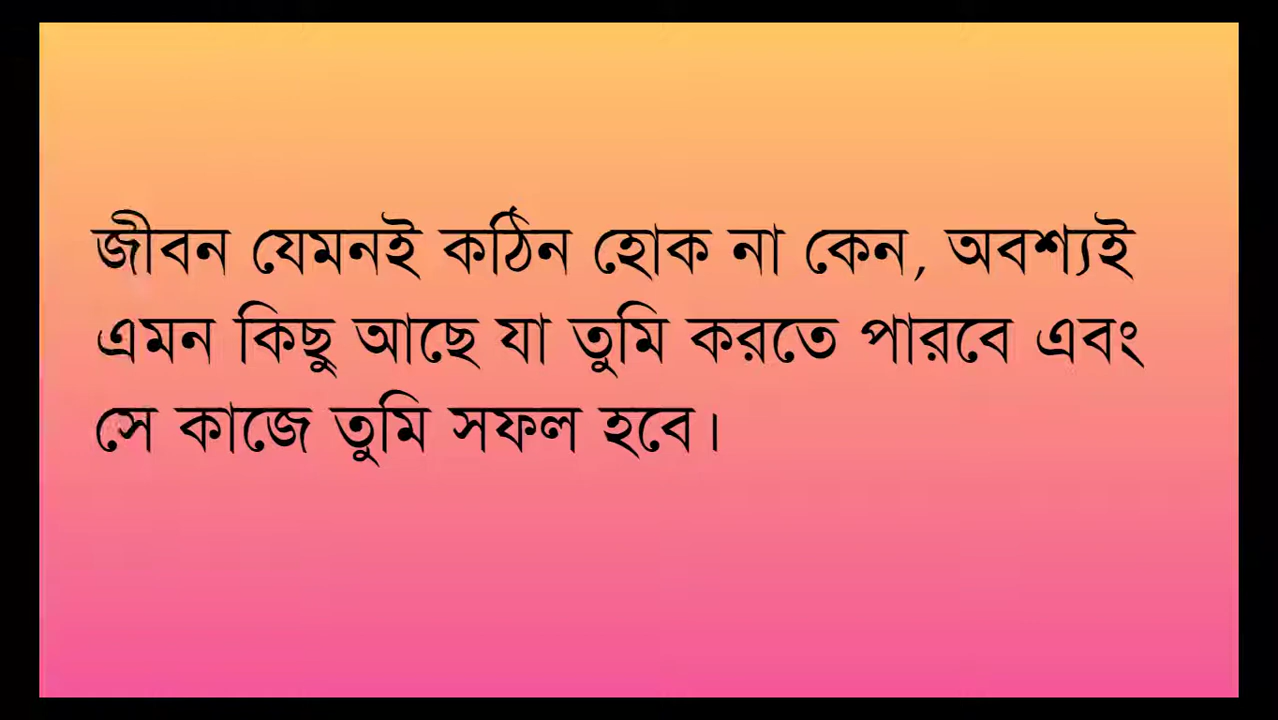 জীবন যেমনই কঠিন হোক না কেন, অবশ্যই
এমন কিছু আছে যা তুমি করতে পারবে এবং
সে কাজে তুমি সফল হবে।